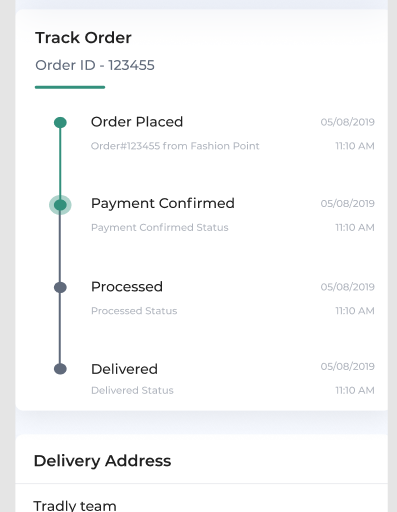 Track Order
Order ID - 123455
Order Placed 05/08/2019
Order#123455 from Fashion Point 11:10 AM
Payment Confirmed 05/08/2019
Payment Confirmed Status 11:10 AM
Processed 05/08/2019
Processed Status 11:10 AM
Delivered 05/08/2019
Delivered Status 11:10 AM
Delivery Address
Tradly team